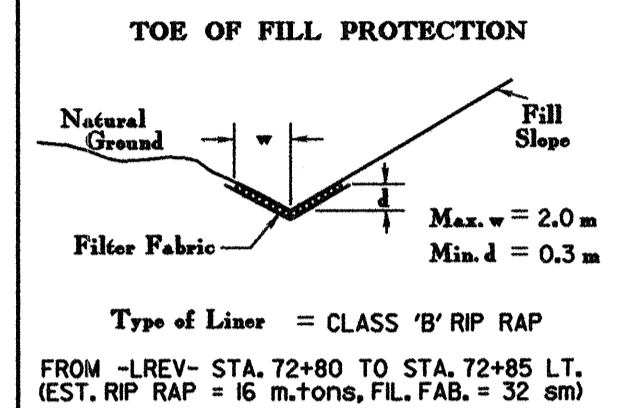 TOE OF FILL PROTECTION
Natural
Ground
w
Fill
Slope
d
Filter Fabric
Max. w = 2.0 m
Min. d = 0.3 m
Type of Liner = CLASS 'B' RIP RAP
FROM -LREV- STA. 72+80 TO STA. 72+85 LT.
(EST. RIP RAP = 16 m.tons, FIL. FAB. = 32 sm)